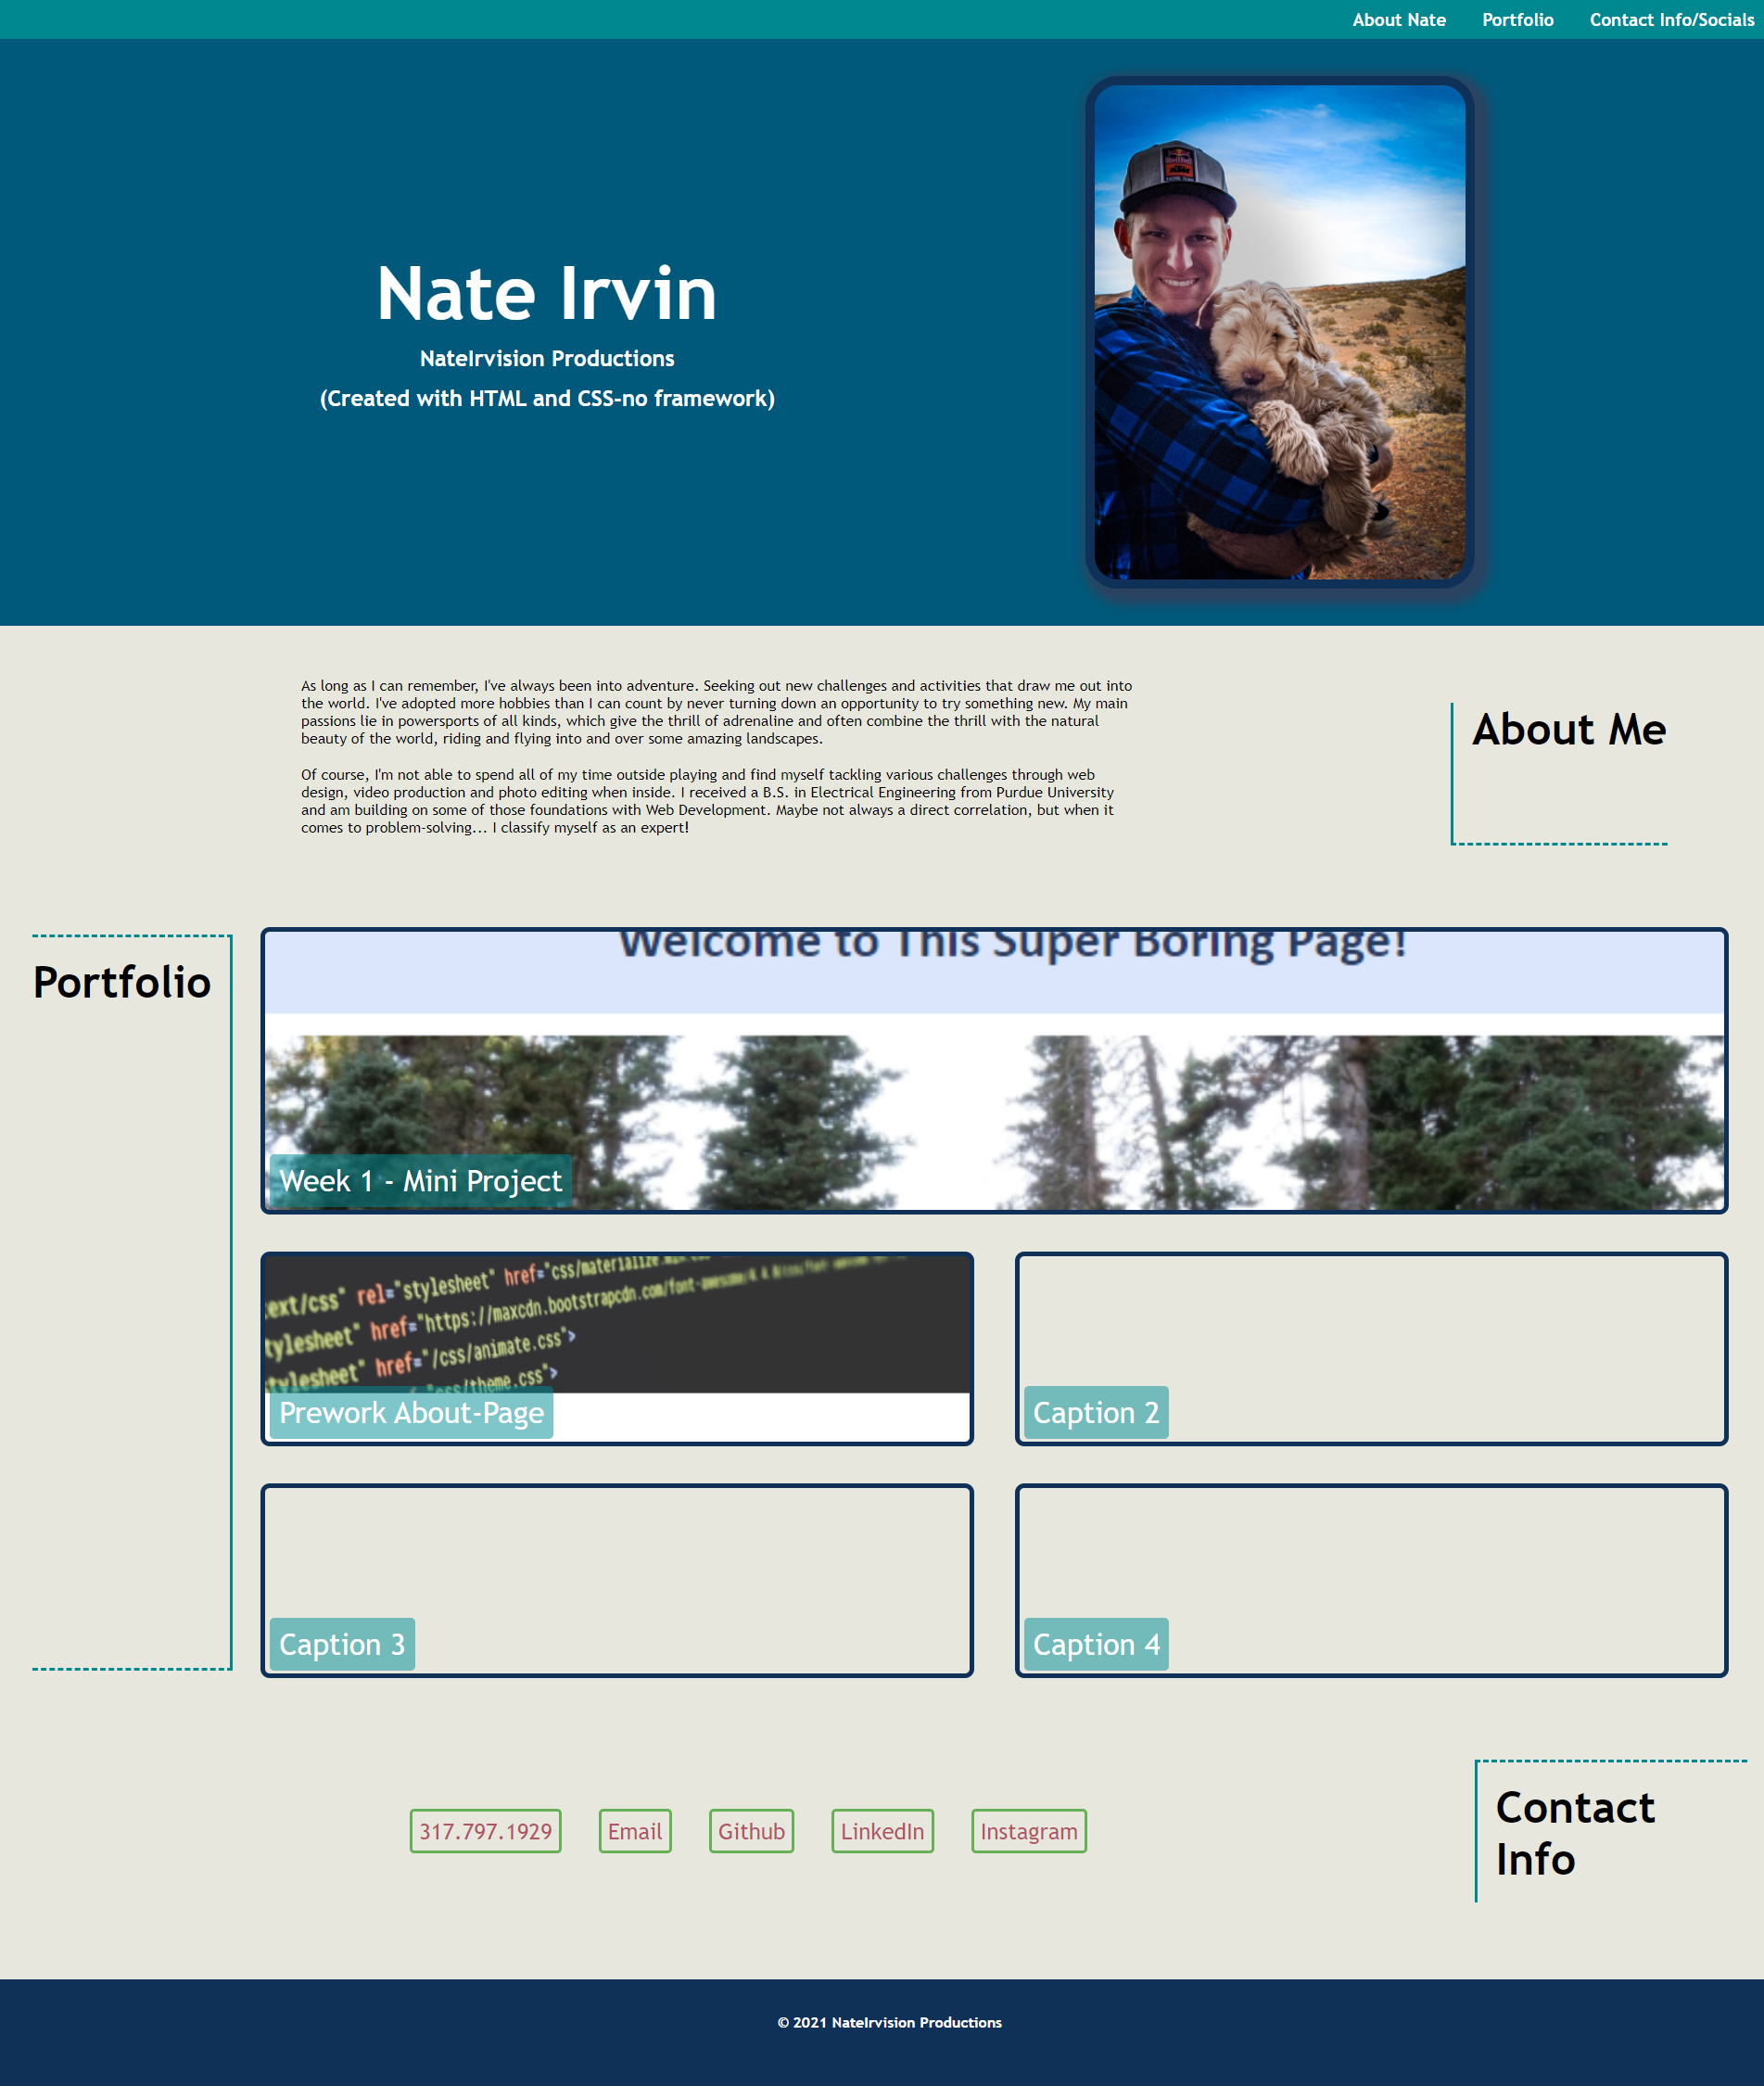 About Nate Portfolio Contact Info/Socials
Nate Irvin
NateIrvision Productions
(Created with HTML and CSS-no framework)
As long as I can remember, I've always been into adventure. Seeking out new challenges and activities that draw me out into
the world. I've adopted more hobbies than I can count by never turning down an opportunity to try something new. My main
passions lie in powersports of all kinds, which give the thrill of adrenaline and often combine the thrill with the natural
beauty of the world, riding and flying into and over some amazing landscapes.
Of course, I'm not able to spend all of my time outside playing and find myself tackling various challenges through web
design, video production and photo editing when inside. I received a B.S. in Electrical Engineering from Purdue University
and am building on some of those foundations with Web Development. Maybe not always a direct correlation, but when it
comes to problem-solving... I classify myself as an expert!
About Me
Portfolio
Welcome to This Super Boring Page!
Week 1 - Mini Project
ext/css" rel="stylesheet" href="css/materialize.min.css
tylesheet" href="https://maxcdn.bootstrapcdn.com/font-awesome/4.
tylesheet" href="/css/animate.css">
tylesheet" "css/theme.css">
Prework About-Page
Caption 2
Caption 3
Caption 4
317.797.1929 Email Github LinkedIn Instagram
Contact
Info
© 2021 NateIrvision Productions